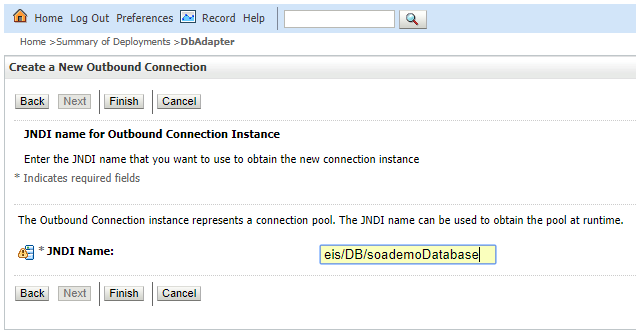 Home Log Out Preferences Record Help
Home >Summary of Deployments >DbAdapter
Create a New Outbound Connection
Back Next Finish Cancel
JNDI name for Outbound Connection Instance
Enter the JNDI name that you want to use to obtain the new connection instance
* Indicates required fields
The Outbound Connection instance represents a connection pool. The JNDI name can be used to obtain the pool at runtime.
* JNDI Name: eis/DB/soademoDatabase
Back Next Finish Cancel